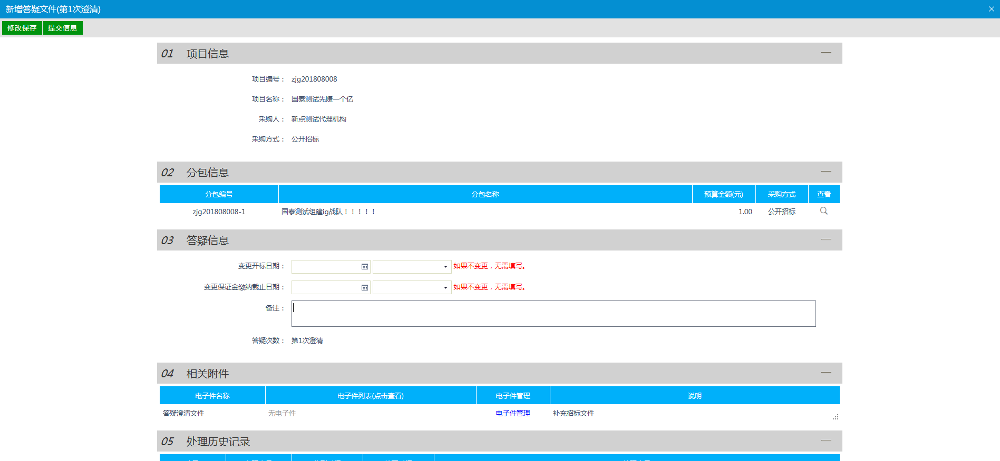 新增答疑文件(第1次澄清)
修改保存 提交信息
01 项目信息
项目编号： zjg201808008
项目名称： 国泰测试先赚一个亿
采购人： 新点测试代理机构
采购方式： 公开招标
02 分包信息
分包编号 分包名称 预算金额(元) 采购方式 查看
zjg201808008-1 国泰测试组建ig战队！！！！！ 1.00 公开招标
03 答疑信息
变更开标日期： 如果不变更，无需填写。
变更保证金缴纳截止日期： 如果不变更，无需填写。
备注：
答疑次数： 第1次澄清
04 相关附件
电子件名称 电子件列表(点击查看) 电子件管理 说明
答疑澄清文件 无电子件 电子件管理 补充招标文件
05 处理历史记录